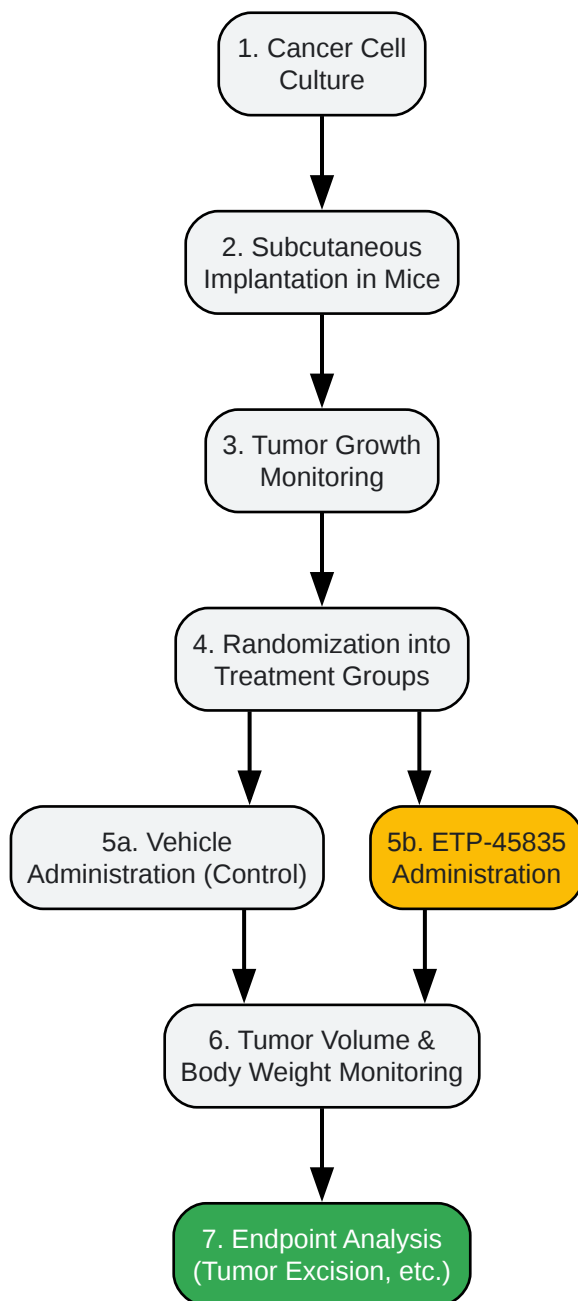 1. Cancer Cell
Culture
2. Subcutaneous
Implantation in Mice
3. Tumor Growth
Monitoring
4. Randomization into
Treatment Groups
5a. Vehicle
Administration (Control)
5b. ETP-45835
Administration
6. Tumor Volume &
Body Weight Monitoring
7. Endpoint Analysis
(Tumor Excision, etc.)